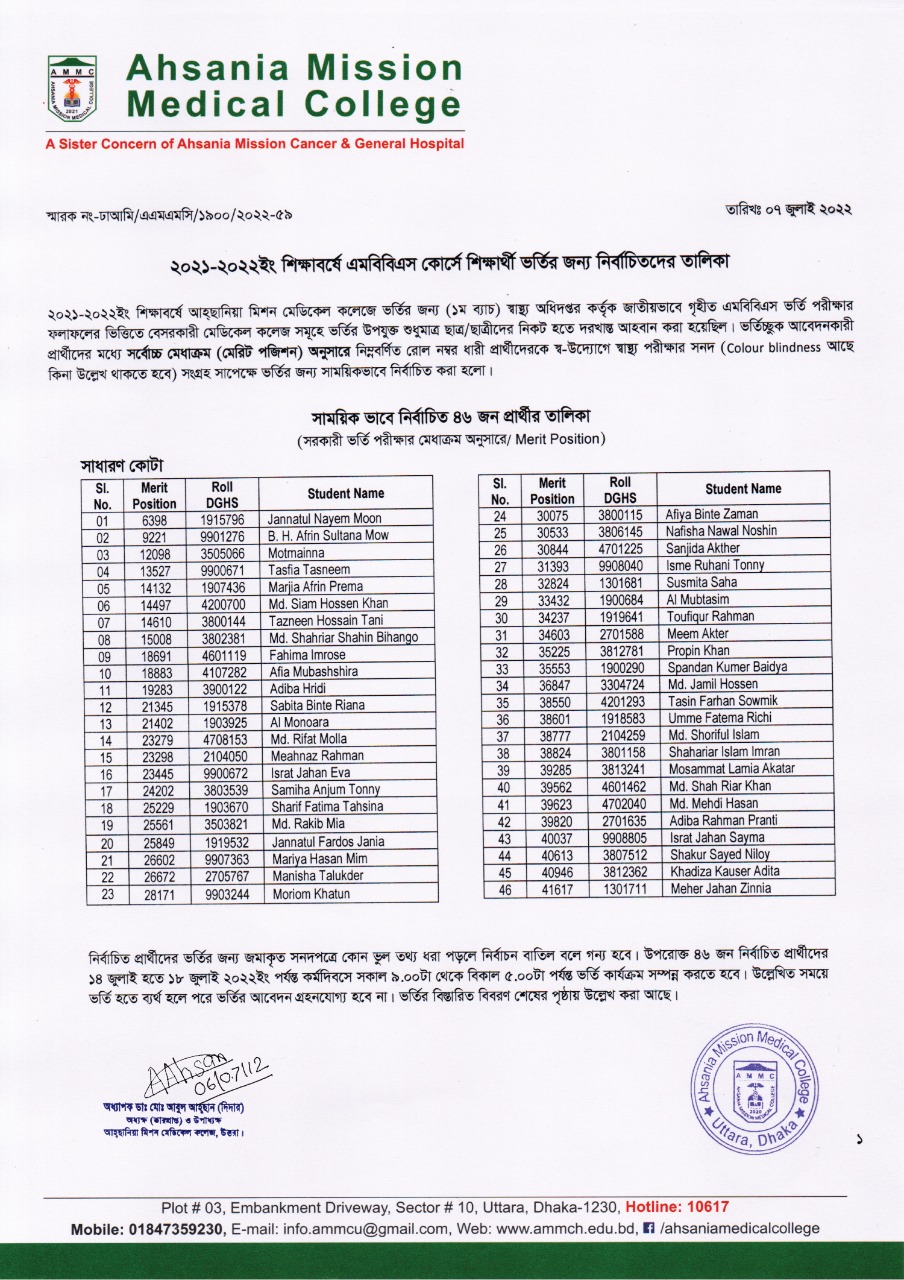 AMMC
AHSANIA MISSION MEDICAL COLLEGE
2021
Ahsania Mission
Medical College
A Sister Concern of Ahsania Mission Cancer & General Hospital
স্মারক নং-ঢাআমি/এএমএমসি/১৯০০/২০২২-৫৯
তারিখঃ ০৭ জুলাই ২০২২
২০২১-২০২২ইং শিক্ষাবর্ষে এমবিবিএস কোর্সে শিক্ষার্থী ভর্তির জন্য নির্বাচিতদের তালিকা
২০২১-২০২২ইং শিক্ষাবর্ষে আহ্ছানিয়া মিশন মেডিকেল কলেজে ভর্তির জন্য (১ম ব্যাচ) স্বাস্থ্য অধিদপ্তর কর্তৃক জাতীয়ভাবে গৃহীত এমবিবিএস ভর্তি পরীক্ষার
ফলাফলের ভিত্তিতে বেসরকারী মেডিকেল কলেজ সমূহে ভর্তির উপযুক্ত শুধুমাত্র ছাত্র/ছাত্রীদের নিকট হতে দরখাস্ত আহবান করা হয়েছিল। ভর্তিচ্ছুক আবেদনকারী
প্রার্থীদের মধ্যে সর্বোচ্চ মেধাক্রম (মেরিট পজিশন) অনুসারে নিম্নবর্ণিত রোল নম্বর ধারী প্রার্থীদেরকে স্ব-উদ্যোগে স্বাস্থ্য পরীক্ষার সনদ (Colour blindness আছে
কিনা উল্লেখ থাকতে হবে) সংগ্রহ সাপেক্ষে ভর্তির জন্য সাময়িকভাবে নির্বাচিত করা হলো।
সাময়িক ভাবে নির্বাচিত ৪৬ জন প্রার্থীর তালিকা
(সরকারী ভর্তি পরীক্ষার মেধাক্রম অনুসারে/ Merit Position)
সাধারণ কোটা
Sl. No. Merit Position Roll DGHS Student Name
01 6398 1915796 Jannatul Nayem Moon
02 9221 9901276 B. H. Afrin Sultana Mow
03 12098 3505066 Motmainna
04 13527 9900671 Tasfia Tasneem
05 14132 1907436 Marjia Afrin Prema
06 14497 4200700 Md. Siam Hossen Khan
07 14610 3800144 Tazneen Hossain Tani
08 15008 3802381 Md. Shahriar Shahin Bihango
09 18691 4601119 Fahima Imrose
10 18883 4107282 Afia Mubashshira
11 19283 3900122 Adiba Hridi
12 21345 1915378 Sabita Binte Riana
13 21402 1903925 Al Monoara
14 23279 4708153 Md. Rifat Molla
15 23298 2104050 Meahnaz Rahman
16 23445 9900672 Israt Jahan Eva
17 24202 3803539 Samiha Anjum Tonny
18 25229 1903670 Sharif Fatima Tahsina
19 25561 3503821 Md. Rakib Mia
20 25849 1919532 Jannatul Fardos Jania
21 26602 9907363 Mariya Hasan Mim
22 26672 2705767 Manisha Talukder
23 28171 9903244 Moriom Khatun
Sl. No. Merit Position Roll DGHS Student Name
24 30075 3800115 Afiya Binte Zaman
25 30533 3806145 Nafisha Nawal Noshin
26 30844 4701225 Sanjida Akther
27 31393 9908040 Isme Ruhani Tonny
28 32824 1301681 Susmita Saha
29 33432 1900684 Al Mubtasim
30 34237 1919641 Toufiqur Rahman
31 34603 2701588 Meem Akter
32 35225 3812781 Propin Khan
33 35553 1900290 Spandan Kumer Baidya
34 36847 3304724 Md. Jamil Hossen
35 38550 4201293 Tasin Farhan Sowmik
36 38601 1918583 Umme Fatema Richi
37 38777 2104259 Md. Shoriful Islam
38 38824 3801158 Shahariar Islam Imran
39 39285 3813241 Mosammat Lamia Akatar
40 39562 4601462 Md. Shah Riar Khan
41 39623 4702040 Md. Mehdi Hasan
42 39820 2701635 Adiba Rahman Pranti
43 40037 9908805 Israt Jahan Sayma
44 40613 3807512 Shakur Sayed Niloy
45 40946 3812362 Khadiza Kauser Adita
46 41617 1301711 Meher Jahan Zinnia
নির্বাচিত প্রার্থীদের ভর্তির জন্য জমাকৃত সনদপত্রে কোন ভুল তথ্য ধরা পড়লে নির্বাচন বাতিল বলে গন্য হবে। উপরোক্ত ৪৬ জন নির্বাচিত প্রার্থীদের
১৪ জুলাই হতে ১৮ জুলাই ২০২২ইং পর্যন্ত কর্মদিবসে সকাল ৯.০০টা থেকে বিকাল ৫.০০টা পর্যন্ত ভর্তি কার্যক্রম সম্পন্ন করতে হবে। উল্লেখিত সময়ে
ভর্তি হতে ব্যর্থ হলে পরে ভর্তির আবেদন গ্রহনযোগ্য হবে না। ভর্তির বিস্তারিত বিবরণ শেষের পৃষ্ঠায় উল্লেখ করা আছে।
AAhsan
06/07/12
অধ্যাপক ডাঃ মোঃ আবুল আহ্ছান (দিদার)
অধ্যক্ষ (ভারপ্রাপ্ত) ও উপাধ্যক্ষ
আহ্ছানিয়া মিশন মেডিকেল কলেজ, উত্তরা।
Ahsania Mission Medical College
AMMC
Uttara, Dhaka
১
Plot # 03, Embankment Driveway, Sector # 10, Uttara, Dhaka-1230, Hotline: 10617
Mobile: 01847359230, E-mail: info.ammcu@gmail.com, Web: www.ammch.edu.bd, /ahsaniamedicalcollege